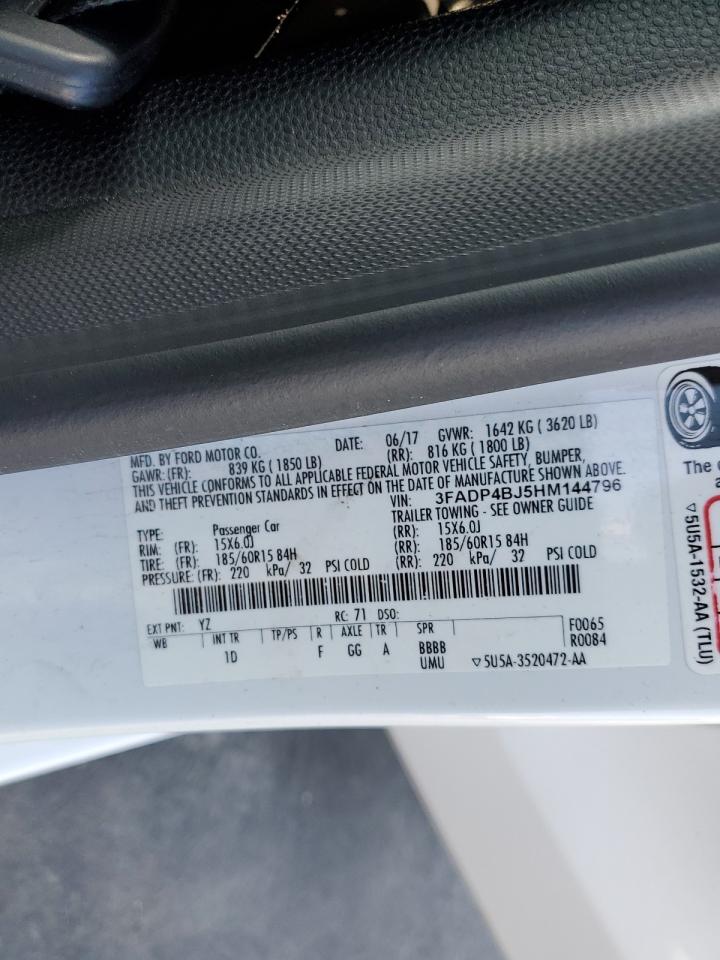 MFD. BY FORD MOTOR CO. DATE: 06/17 GVWR: 1642 KG ( 3620 LB)
GAWR: (FR): 839 KG ( 1850 LB) (RR): 816 KG ( 1800 LB)
THIS VEHICLE CONFORMS TO ALL APPLICABLE FEDERAL MOTOR VEHICLE SAFETY, BUMPER,
AND THEFT PREVENTION STANDARDS IN EFFECT ON THE DATE OF MANUFACTURE SHOWN ABOVE.
VIN: 3FADP4BJ5HM144796
TYPE: Passenger Car TRAILER TOWING - SEE OWNER GUIDE
RIM: (FR): 15X6.0J (RR): 15X6.0J
TIRE: (FR): 185/60R15 84H (RR): 185/60R15 84H
PRESSURE: (FR): 220 kPa/ 32 PSI COLD (RR): 220 kPa/ 32 PSI COLD
EXT PNT: YZ RC: 71 DSO:
WB INT TR TP/PS R AXLE TR SPR F0065
1D F GG A BBBB R0084
UMU ▽5U5A-3520472-AA
The
▽5U5A-1532-AA (TLU)